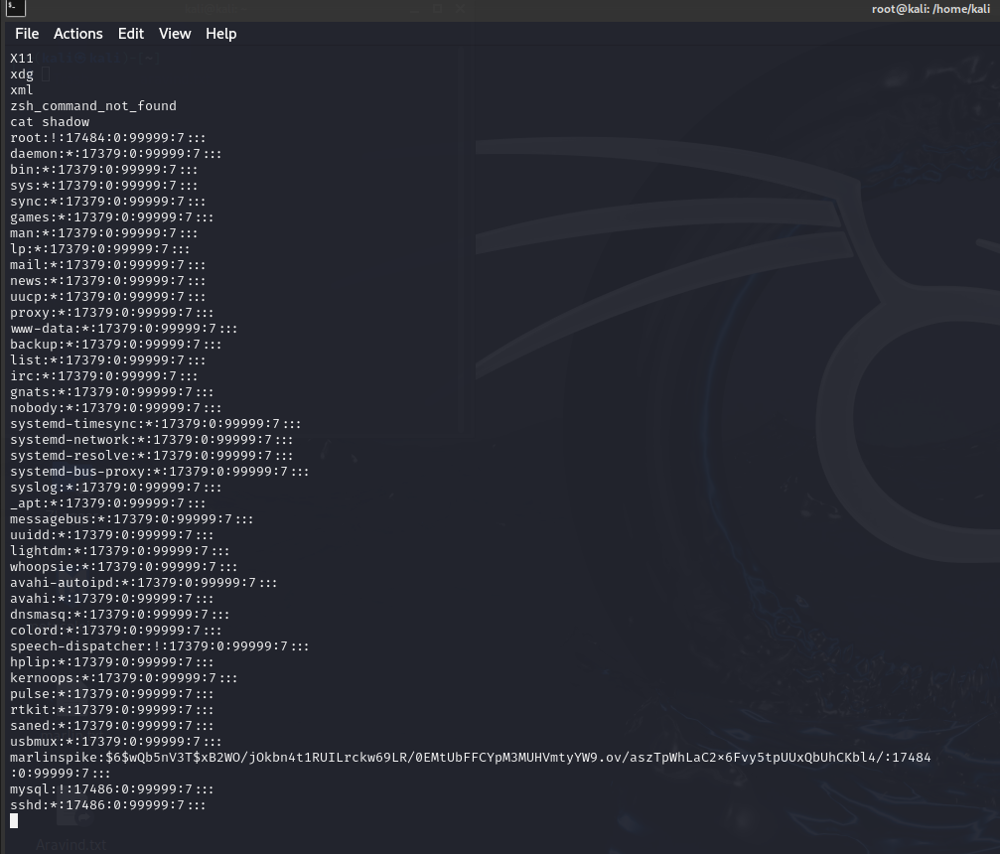 root@kali: /home/kali
File Actions Edit View Help
X11
xdg
xml
zsh_command_not_found
cat shadow
root:!:17484:0:99999:7:::
daemon:*:17379:0:99999:7:::
bin:*:17379:0:99999:7:::
sys:*:17379:0:99999:7:::
sync:*:17379:0:99999:7:::
games:*:17379:0:99999:7:::
man:*:17379:0:99999:7:::
lp:*:17379:0:99999:7:::
mail:*:17379:0:99999:7:::
news:*:17379:0:99999:7:::
uucp:*:17379:0:99999:7:::
proxy:*:17379:0:99999:7:::
www-data:*:17379:0:99999:7:::
backup:*:17379:0:99999:7:::
list:*:17379:0:99999:7:::
irc:*:17379:0:99999:7:::
gnats:*:17379:0:99999:7:::
nobody:*:17379:0:99999:7:::
systemd-timesync:*:17379:0:99999:7:::
systemd-network:*:17379:0:99999:7:::
systemd-resolve:*:17379:0:99999:7:::
systemd-bus-proxy:*:17379:0:99999:7:::
syslog:*:17379:0:99999:7:::
_apt:*:17379:0:99999:7:::
messagebus:*:17379:0:99999:7:::
uuidd:*:17379:0:99999:7:::
lightdm:*:17379:0:99999:7:::
whoopsie:*:17379:0:99999:7:::
avahi-autoipd:*:17379:0:99999:7:::
avahi:*:17379:0:99999:7:::
dnsmasq:*:17379:0:99999:7:::
colord:*:17379:0:99999:7:::
speech-dispatcher:!:17379:0:99999:7:::
hplip:*:17379:0:99999:7:::
kernoops:*:17379:0:99999:7:::
pulse:*:17379:0:99999:7:::
rtkit:*:17379:0:99999:7:::
saned:*:17379:0:99999:7:::
usbmux:*:17379:0:99999:7:::
marlinspike:$6$wQb5nV3T$xB2WO/jOkbn4t1RUILrckw69LR/0EMtUbFFCYpM3MUHVmtyYW9.ov/aszTpWhLaC2×6Fvy5tpUUxQbUhCKbl4/:17484
:0:99999:7:::
mysql:!:17486:0:99999:7:::
sshd:*:17486:0:99999:7:::
Aravind.txt